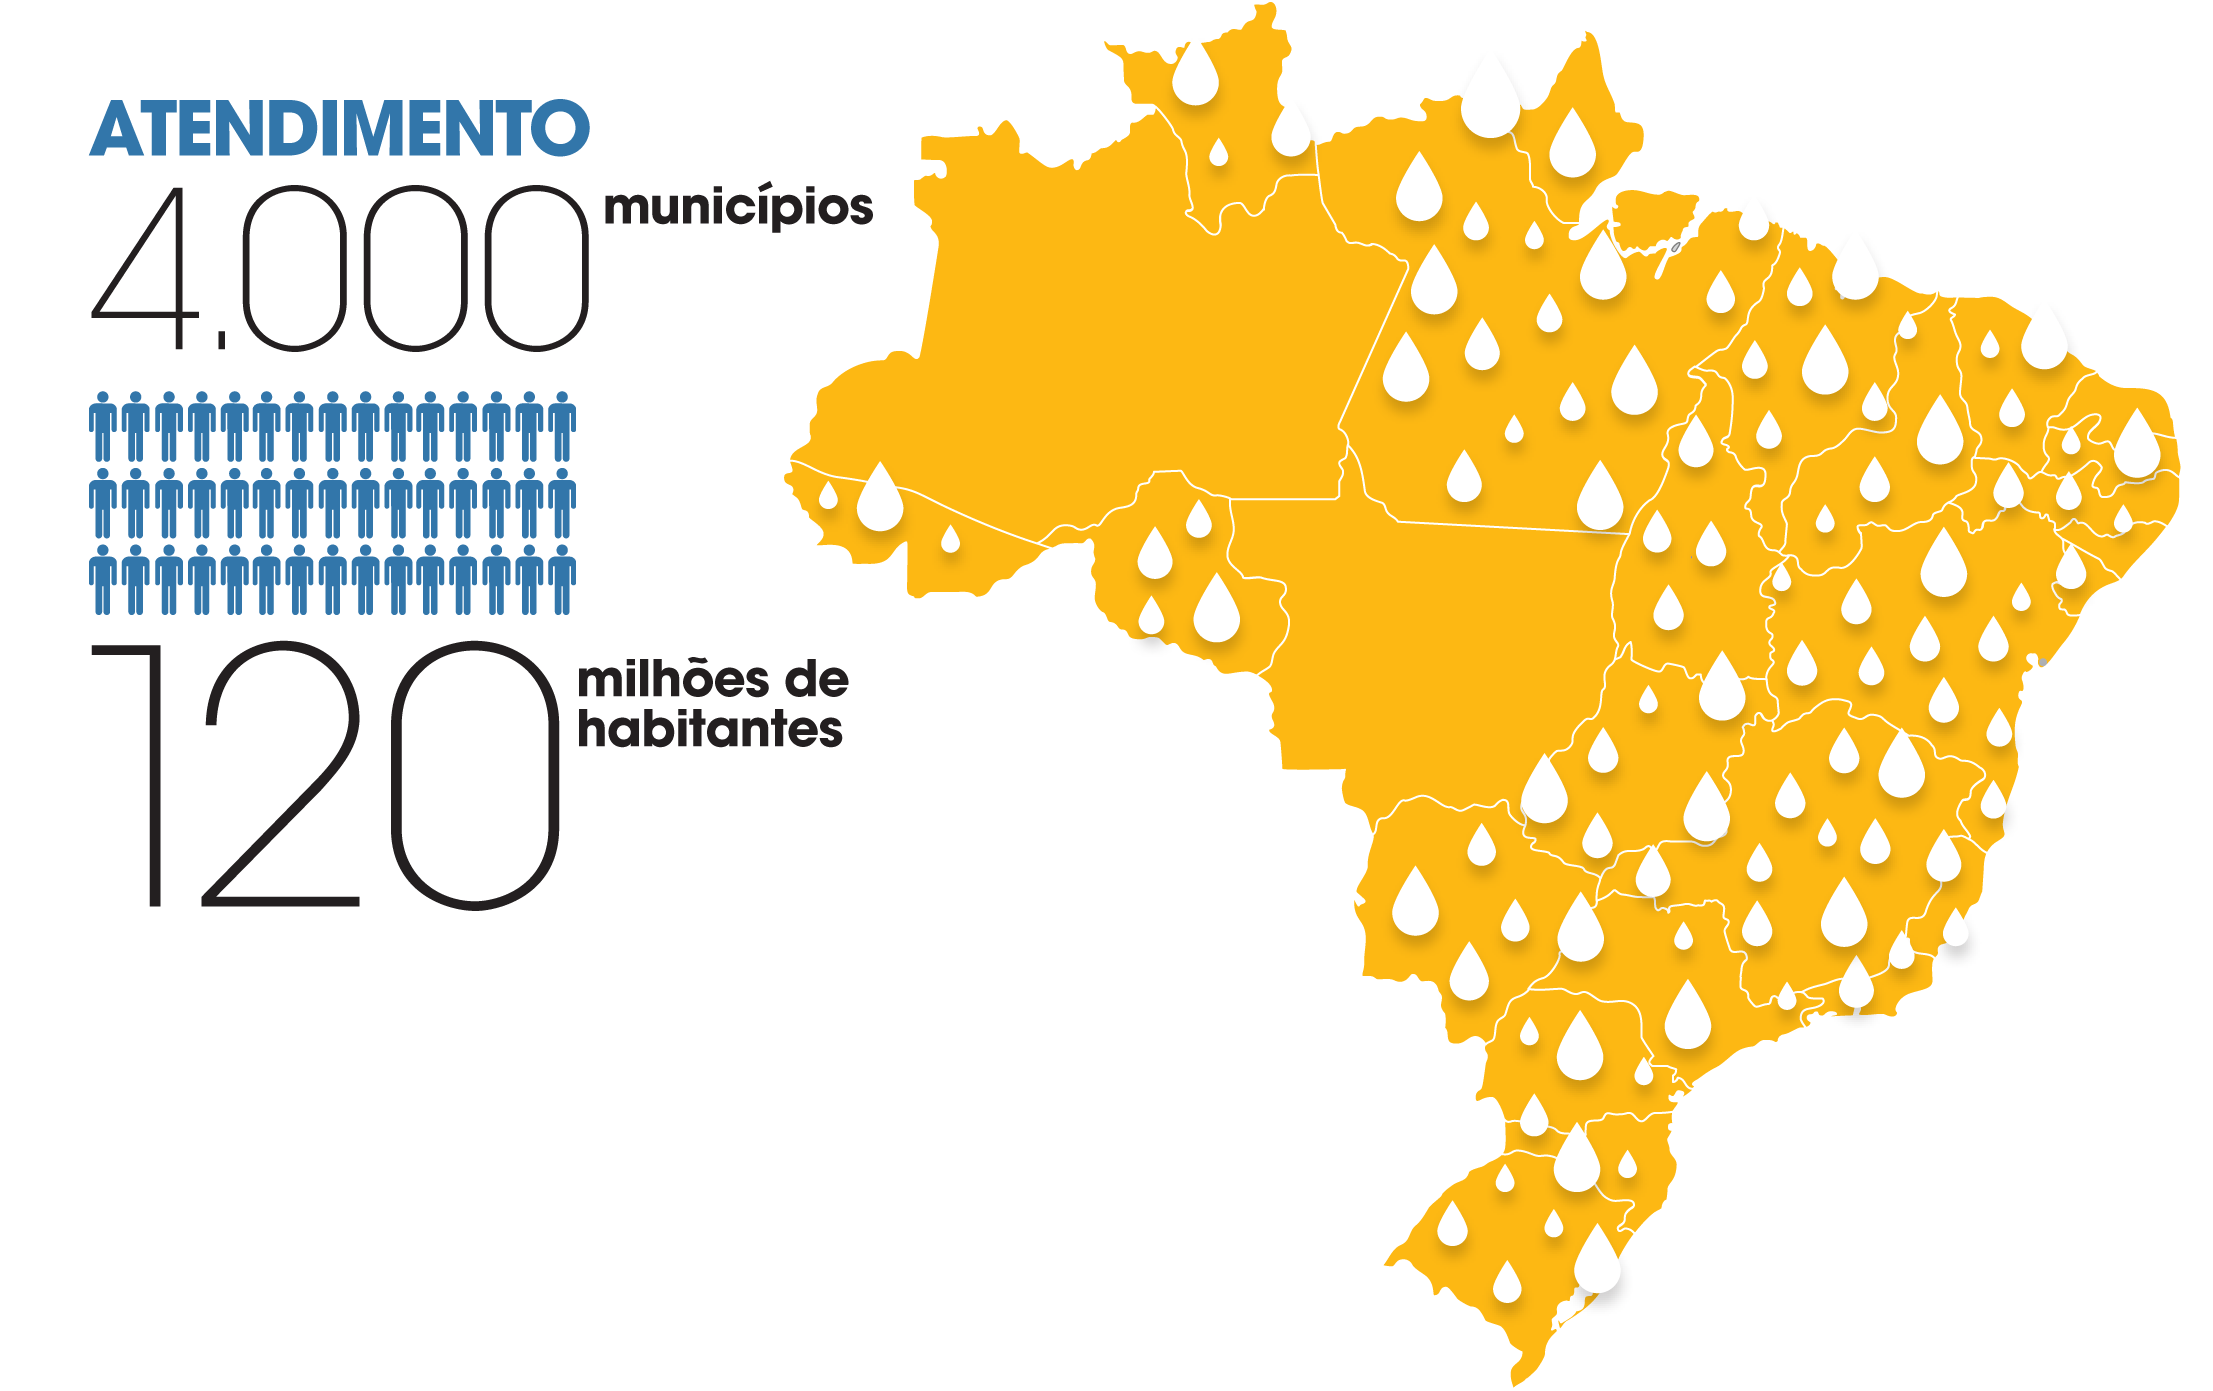 ATENDIMENTO
4.000 municípios
120 milhões de
habitantes